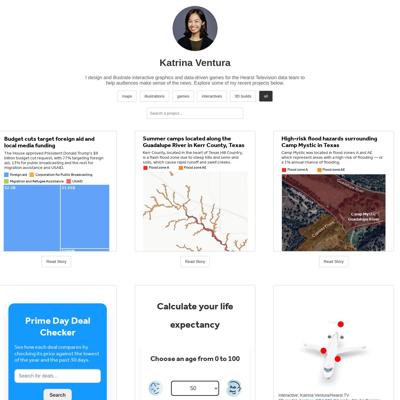 Katrina Ventura
I design and illustrate interactive graphics and data-driven games for the Hearst Television data team to
help audiences make sense of the news. Explore some of my recent projects below.
maps
illustrations
games
interactives
3D builds
all
Search a project...
Budget cuts target foreign aid and
local media funding
The House approved President Donald Trump's $9
billion budget cut requests, with 77% targeting foreign
aid, 13% for public broadcasting and the rest for
migration assistance and USAID.
Foreign aid
Corporation for Public Broadcasting
Migration and Refugee Assistance
USAID
Read Story
Summer camps located along the
Guadalupe River in Kerr County, Texas
Kerr County, located in the heart of Texas Hill Country,
is a flash flood zone due to steep hills and some and
soils, which cause rapid runoff and swell creeks.
Flood zone A
Flood zone AE
Read Story
High-risk flood hazards surrounding
Camp Mystic in Texas
Camp Mystic was located in flood zones A and AE
which represent areas with a high-risk of flooding — or
a 1% annual chance of flooding.
Flood zone A
Flood zone AE
Camp Mystic
Guadalupe River
Read Story
Prime Day Deal
Checker
See how each deal compares by
checking its price against the lowest
of the year and the past 30 days.
Search for deals...
Search
Calculate your life
expectancy
Choose an age from 0 to 100
50
Interactive: Katrina Ventura/Hearst TV